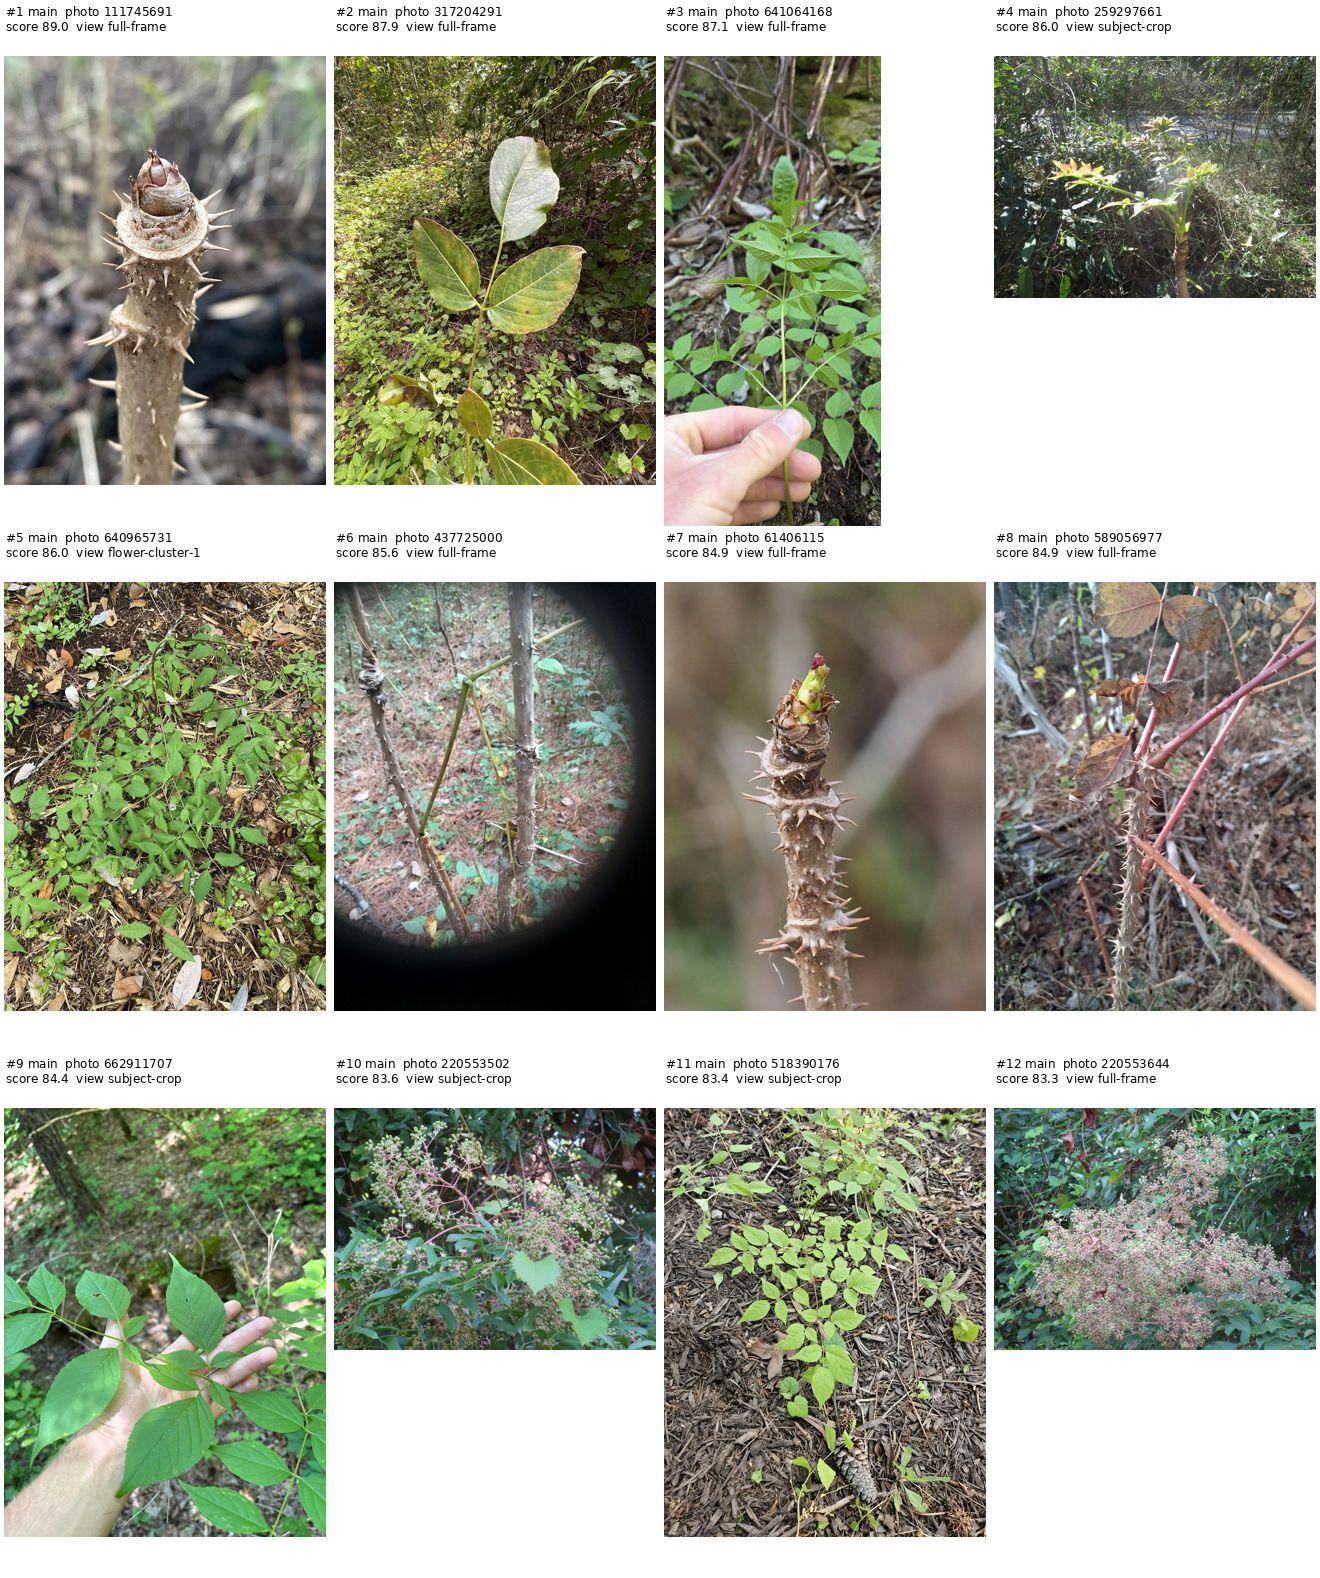 #1 main  photo 111745691
score 89.0  view full-frame
#2 main  photo 317204291
score 87.9  view full-frame
#3 main  photo 641064168
score 87.1  view full-frame
#4 main  photo 259297661
score 86.0  view subject-crop
#5 main  photo 640965731
score 86.0  view flower-cluster-1
#6 main  photo 437725000
score 85.6  view full-frame
#7 main  photo 61406115
score 84.9  view full-frame
#8 main  photo 589056977
score 84.9  view full-frame
#9 main  photo 662911707
score 84.4  view subject-crop
#10 main  photo 220553502
score 83.6  view subject-crop
#11 main  photo 518390176
score 83.4  view subject-crop
#12 main  photo 220553644
score 83.3  view full-frame